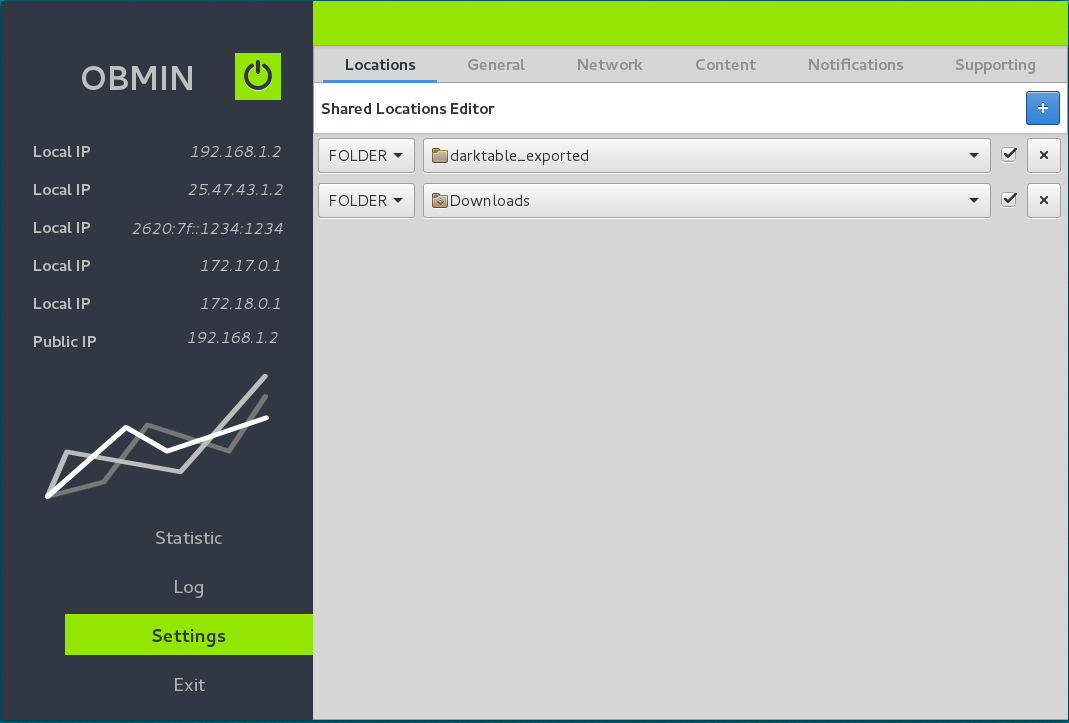 OBMIN
Local IP 192.168.1.2
Local IP 25.47.43.1.2
Local IP 2620:7f::1234:1234
Local IP 172.17.0.1
Local IP 172.18.0.1
Public IP 192.168.1.2
Statistic
Log
Settings
Exit
Locations General Network Content Notifications Supporting
Shared Locations Editor +
FOLDER darktable_exported
FOLDER Downloads